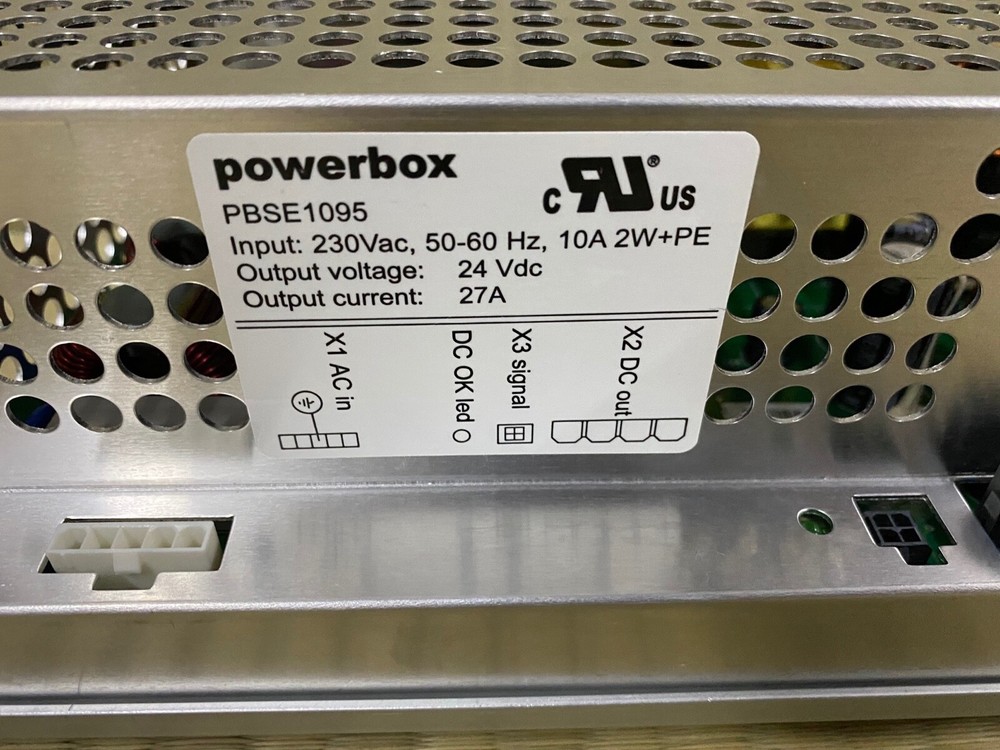 powerbox
PBSE1095
Input: 230Vac, 50-60 Hz, 10A 2W+PE
Output voltage: 24 Vdc
Output current: 27A
c RU® US
X1 AC in
DC OK led
X3 signal
X2 DC out